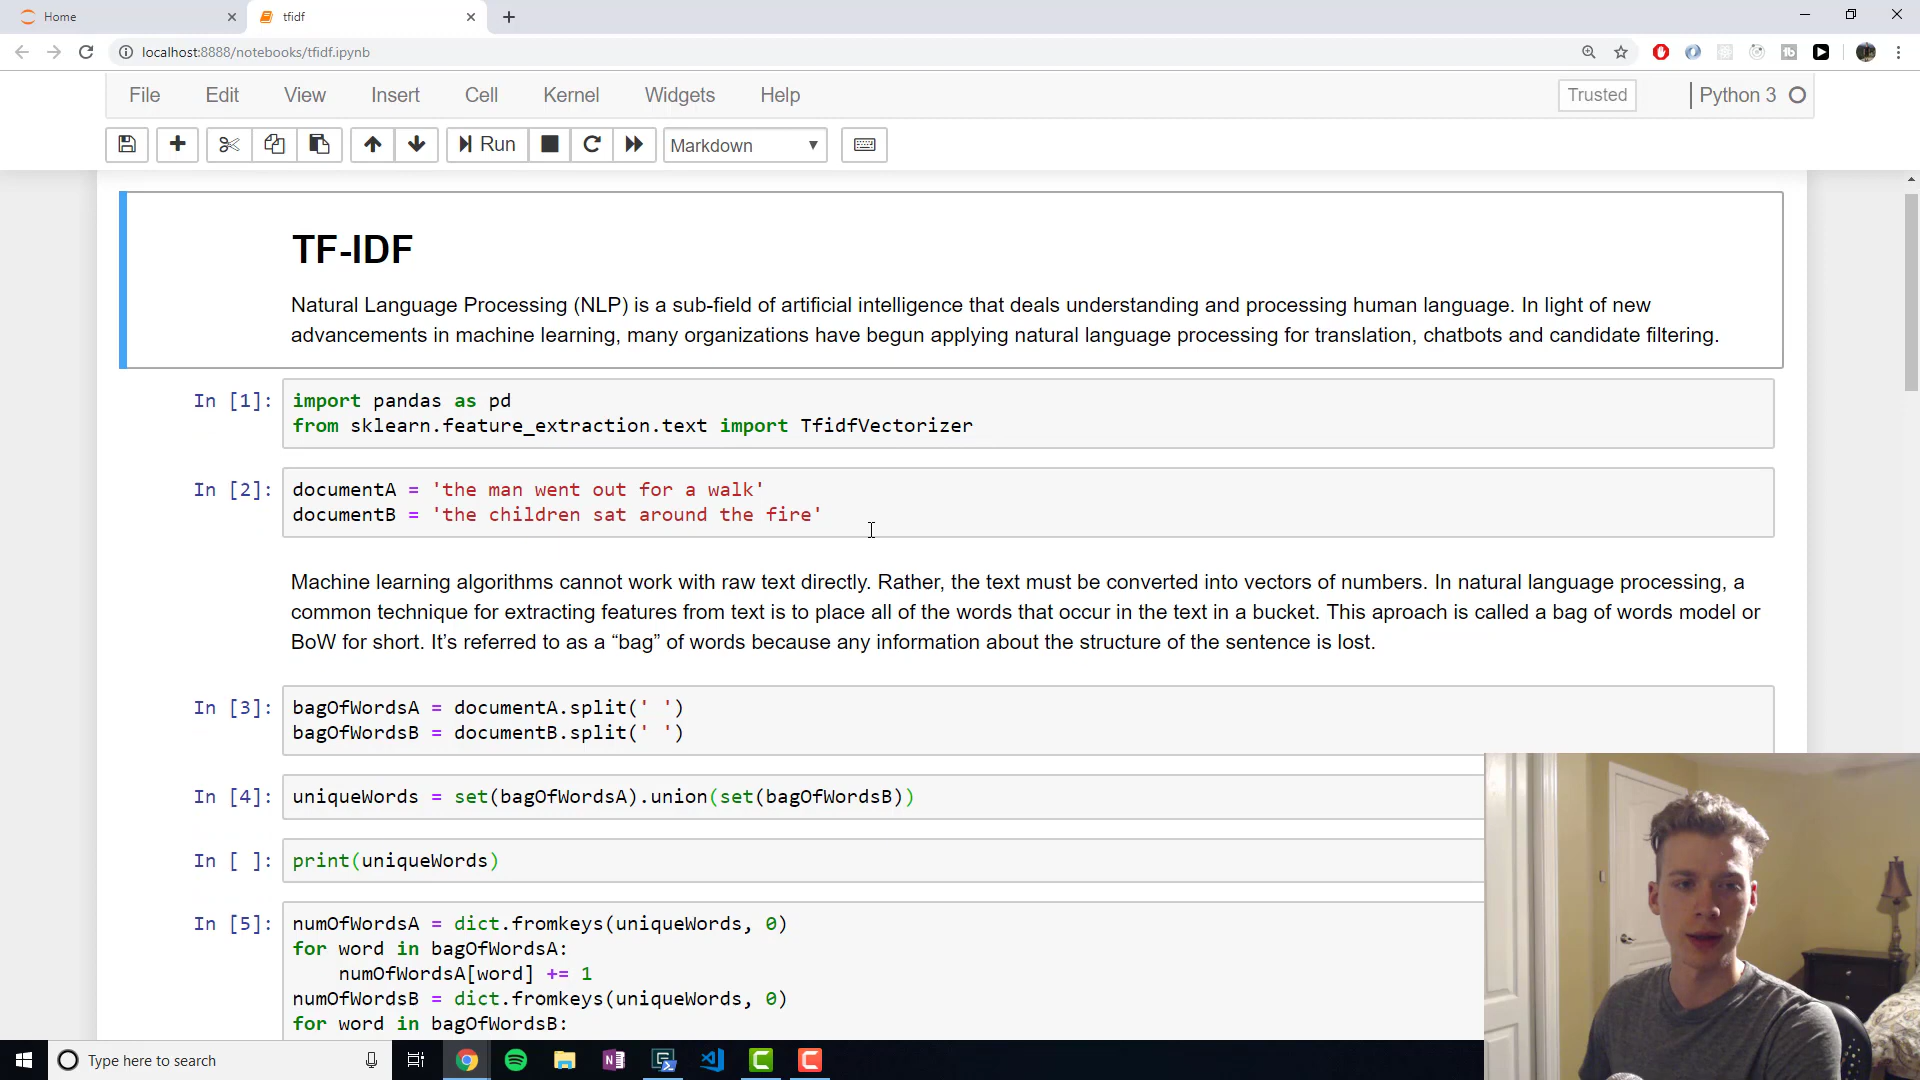 Home
tfidf
localhost:8888/notebooks/tfidf.ipynb
File Edit View Insert Cell Kernel Widgets Help
Trusted
Python 3
Run
Markdown
TF-IDF
Natural Language Processing (NLP) is a sub-field of artificial intelligence that deals understanding and processing human language. In light of new
advancements in machine learning, many organizations have begun applying natural language processing for translation, chatbots and candidate filtering.
In [1]: import pandas as pd
from sklearn.feature_extraction.text import TfidfVectorizer
In [2]: documentA = 'the man went out for a walk'
documentB = 'the children sat around the fire'
Machine learning algorithms cannot work with raw text directly. Rather, the text must be converted into vectors of numbers. In natural language processing, a
common technique for extracting features from text is to place all of the words that occur in the text in a bucket. This aproach is called a bag of words model or
BoW for short. It’s referred to as a “bag” of words because any information about the structure of the sentence is lost.
In [3]: bagOfWordsA = documentA.split(' ')
bagOfWordsB = documentB.split(' ')
In [4]: uniqueWords = set(bagOfWordsA).union(set(bagOfWordsB))
In [ ]: print(uniqueWords)
In [5]: numOfWordsA = dict.fromkeys(uniqueWords, 0)
for word in bagOfWordsA:
numOfWordsA[word] += 1
numOfWordsB = dict.fromkeys(uniqueWords, 0)
for word in bagOfWordsB:
Type here to search